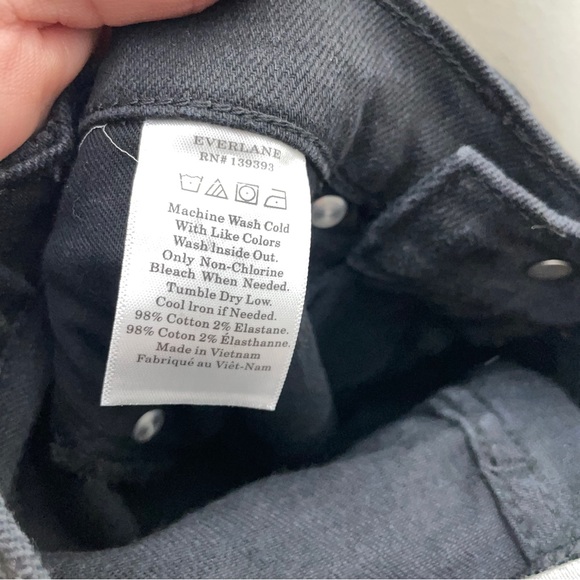 EVERLANE
RN# 139393
Machine Wash Cold
With Like Colors
Wash Inside Out.
Only Non-Chlorine
Bleach When Needed.
Tumble Dry Low.
Cool Iron if Needed.
98% Cotton 2% Elastane.
98% Coton 2% Élasthanne.
Made in Vietnam
Fabriqué au Viêt-Nam